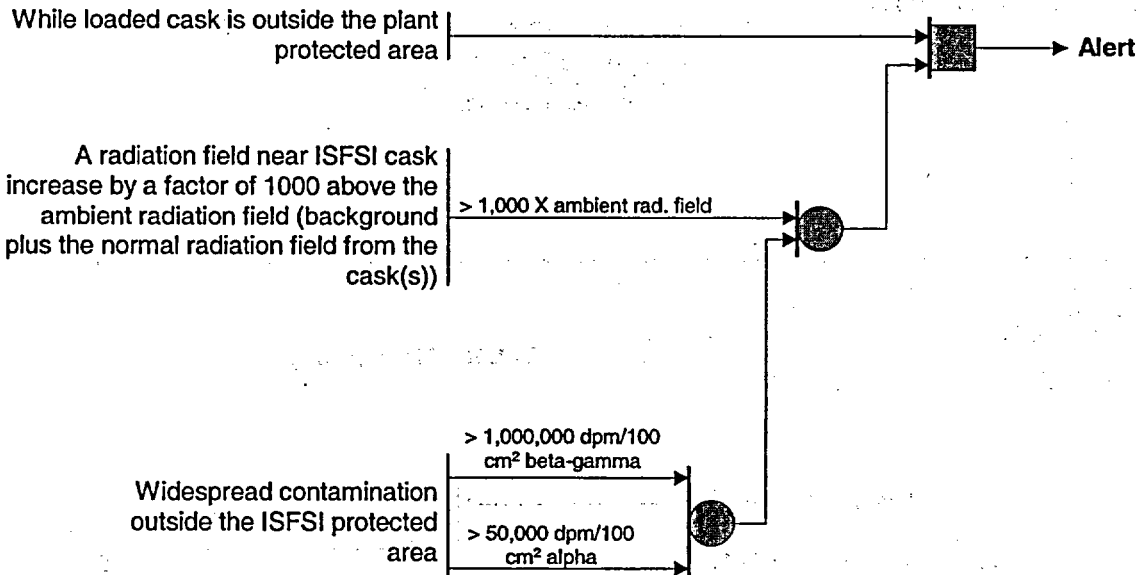 While loaded cask is outside the plant
protected area
Alert
A radiation field near ISFSI cask
increase by a factor of 1000 above the
ambient radiation field (background
plus the normal radiation field from the
cask(s))
> 1,000 X ambient rad. field
> 1,000,000 dpm/100
cm² beta-gamma
Widespread contamination
outside the ISFSI protected
area
> 50,000 dpm/100
cm² alpha